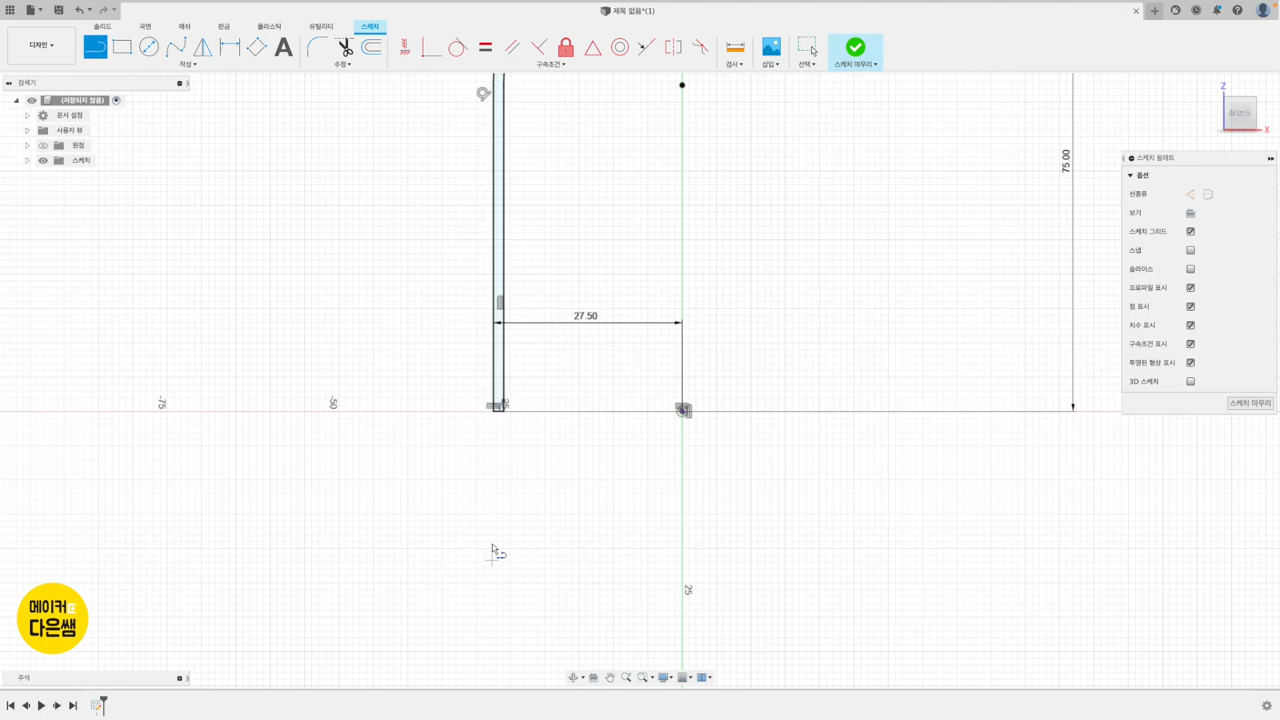 제목 없음*(1)
솔리드
곡면
메쉬
판금
플라스틱
유틸리티
스케치
디자인
작성
수정
구속조건
검사
삽입
선택
스케치 마무리
검색기
(저장되지 않음)
문서 설정
사용자 뷰
원점
스케치
Z
정면도
X
75.00
스케치 팔레트
옵션
선종류
보기
스케치 그리드
스냅
슬라이스
프로파일 표시
점 표시
치수 표시
구속조건 표시
투영된 형상 표시
3D 스케치
스케치 마무리
27.50
-75
-50
25
메이커
다은쌤
주석